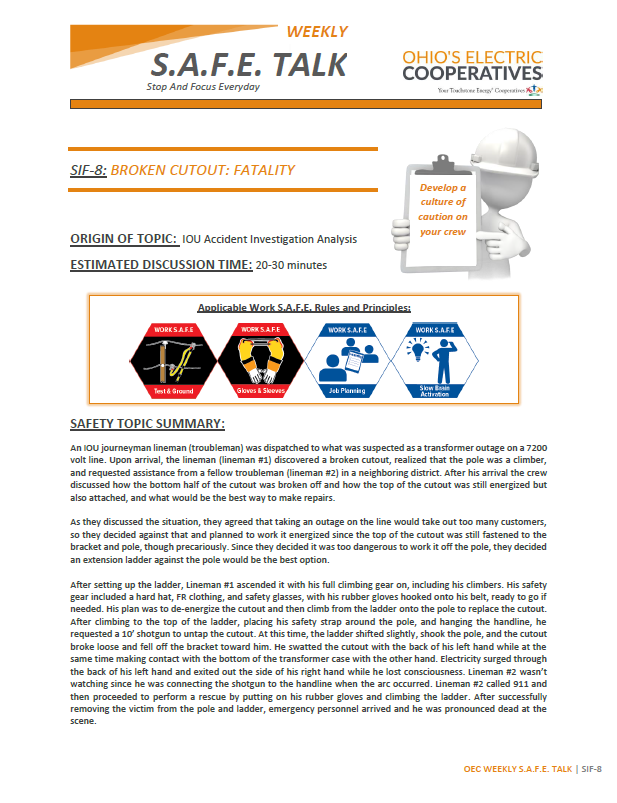 WEEKLY
S.A.F.E. TALK
Stop And Focus Everyday
OHIO'S ELECTRIC
COOPERATIVES
Your Touchstone Energy® Cooperatives
SIF-8: BROKEN CUTOUT: FATALITY
Develop a
culture of
caution on
your crew
ORIGIN OF TOPIC: IOU Accident Investigation Analysis
ESTIMATED DISCUSSION TIME: 20-30 minutes
Applicable Work S.A.F.E. Rules and Principles:
WORK S.A.F.E WORK S.A.F.E WORK S.A.F.E WORK S.A.F.E
Test & Ground Gloves & Sleeves Job Planning Slow Brain
Activation
SAFETY TOPIC SUMMARY:
An IOU journeyman lineman (troubleman) was dispatched to what was suspected as a transformer outage on a 7200
volt line. Upon arrival, the lineman (lineman #1) discovered a broken cutout, realized that the pole was a climber,
and requested assistance from a fellow troubleman (lineman #2) in a neighboring district. After his arrival the crew
discussed how the bottom half of the cutout was broken off and how the top of the cutout was still energized but
also attached, and what would be the best way to make repairs.
As they discussed the situation, they agreed that taking an outage on the line would take out too many customers,
so they decided against that and planned to work it energized since the top of the cutout was still fastened to the
bracket and pole, though precariously. Since they decided it was too dangerous to work it off the pole, they decided
an extension ladder against the pole would be the best option.
After setting up the ladder, Lineman #1 ascended it with his full climbing gear on, including his climbers. His safety
gear included a hard hat, FR clothing, and safety glasses, with his rubber gloves hooked onto his belt, ready to go if
needed. His plan was to de-energize the cutout and then climb from the ladder onto the pole to replace the cutout.
After climbing to the top of the ladder, placing his safety strap around the pole, and hanging the handline, he
requested a 10' shotgun to untap the cutout. At this time, the ladder shifted slightly, shook the pole, and the cutout
broke loose and fell off the bracket toward him. He swatted the cutout with the back of his left hand while at the
same time making contact with the bottom of the transformer case with the other hand. Electricity surged through
the back of his left hand and exited out the side of his right hand while he lost consciousness. Lineman #2 wasn't
watching since he was connecting the shotgun to the handline when the arc occurred. Lineman #2 called 911 and
then proceeded to perform a rescue by putting on his rubber gloves and climbing the ladder. After successfully
removing the victim from the pole and ladder, emergency personnel arrived and he was pronounced dead at the
scene.
OEC WEEKLY S.A.F.E. TALK | SIF-8